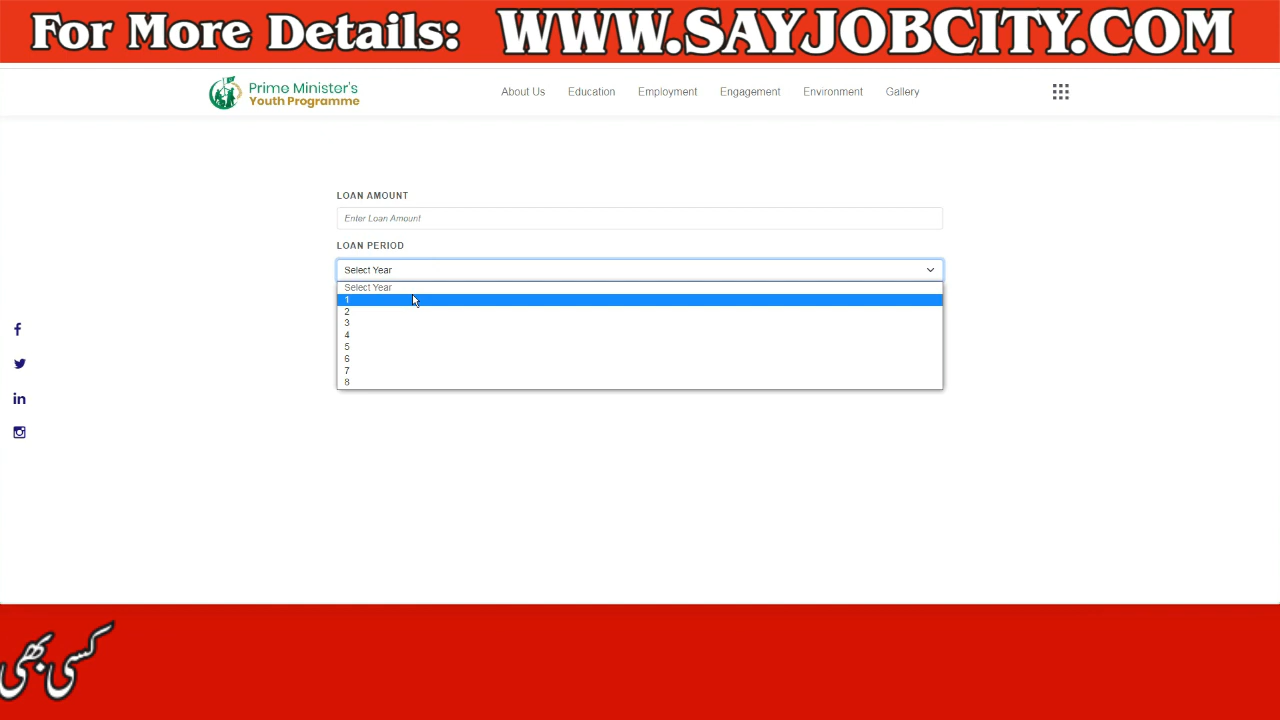 For More Details: WWW.SAYJOBCITY.COM
Prime Minister's
Youth Programme
About Us Education Employment Engagement Environment Gallery
LOAN AMOUNT
Enter Loan Amount
LOAN PERIOD
Select Year
Select Year
1
2
3
4
5
6
7
8
کسی بھی